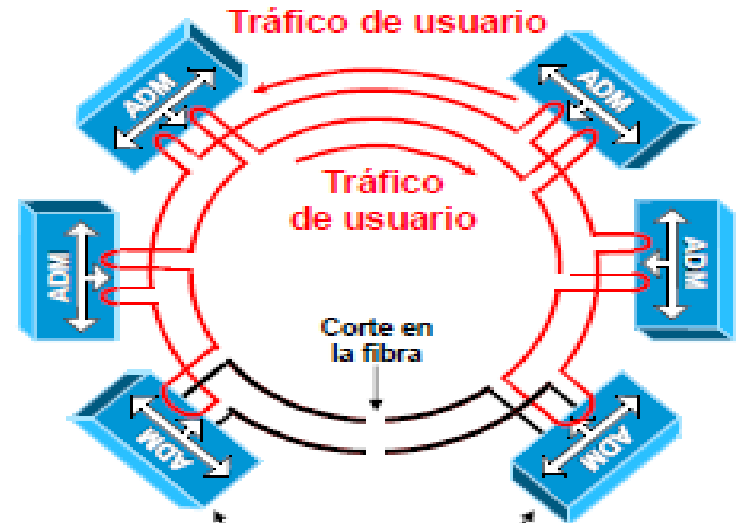 Tráfico de usuario
ADM
ADM
Tráfico
de usuario
ADM
ADM
Corte en
la fibra
ADM
ADM